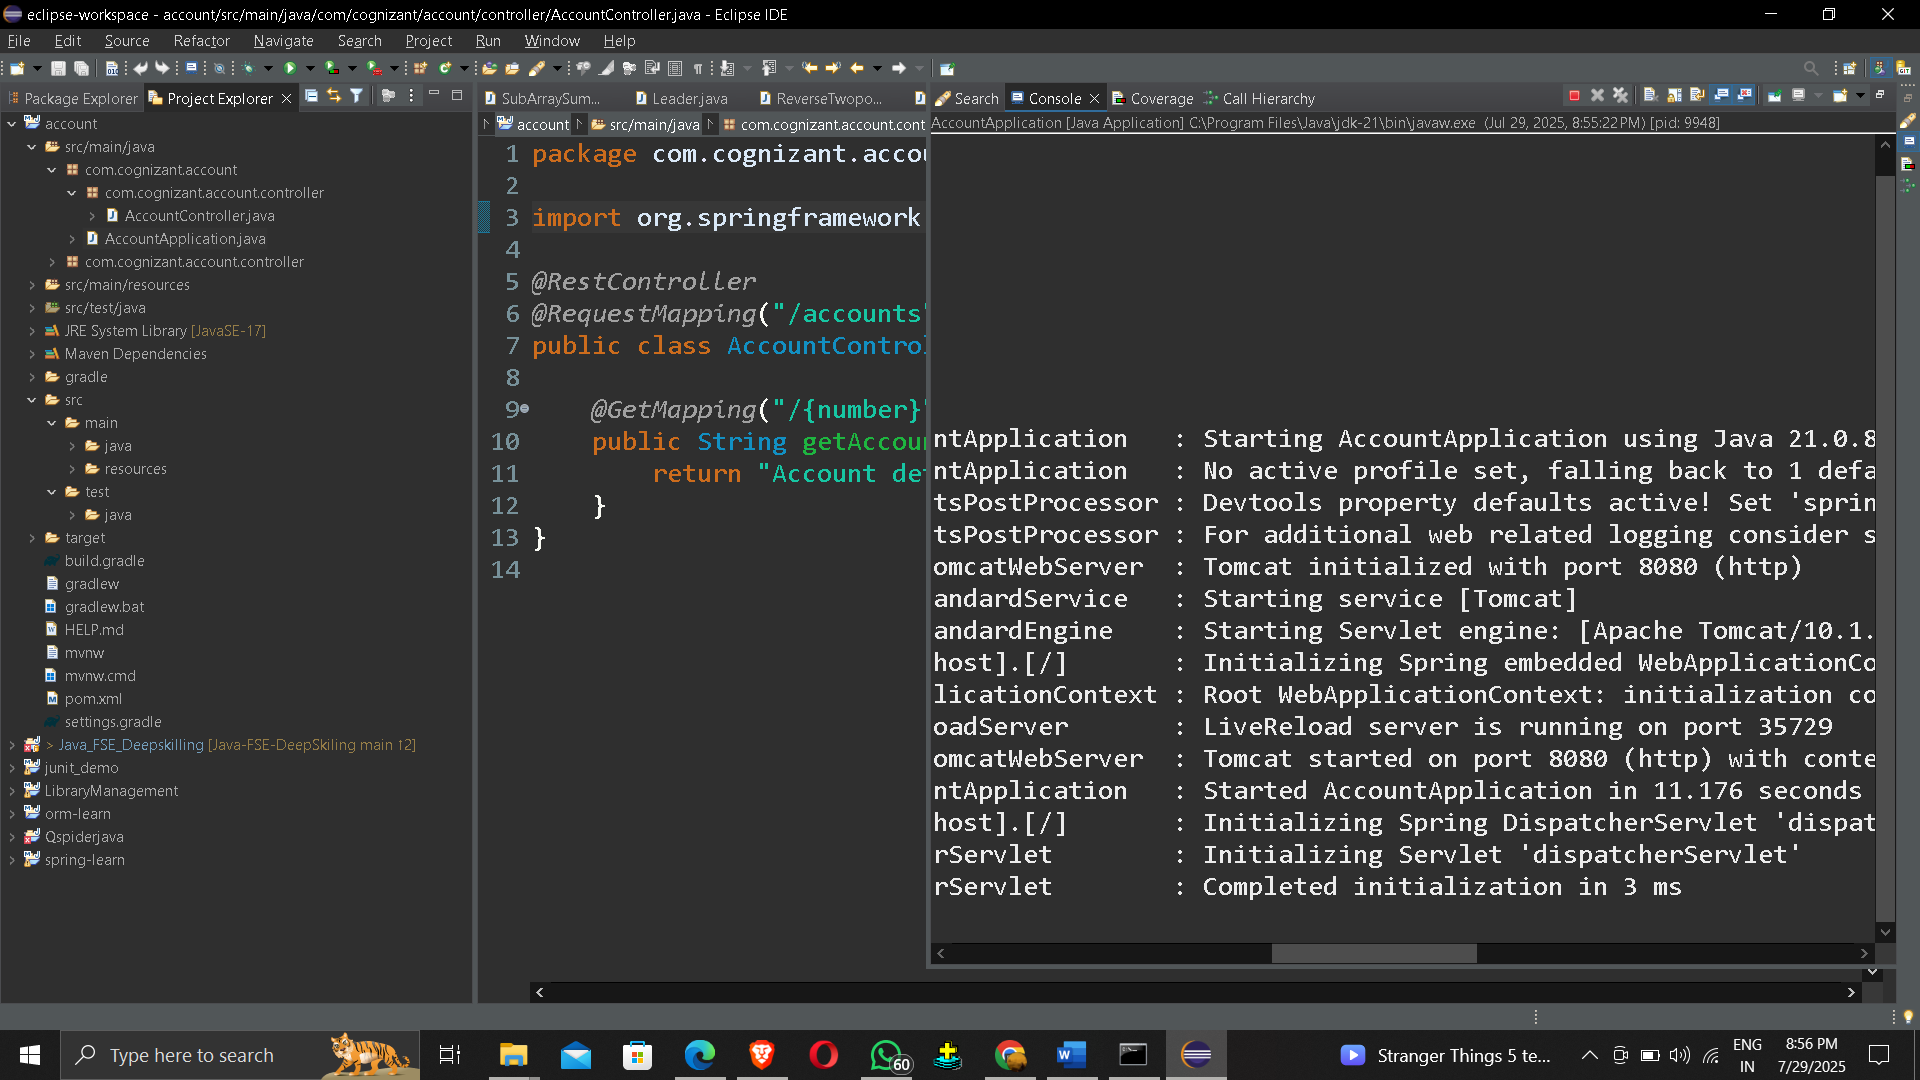 eclipse-workspace - account/src/main/java/com/cognizant/account/controller/AccountController.java - Eclipse IDE
File Edit Source Refactor Navigate Search Project Run Window Help
Package Explorer Project Explorer
account
src/main/java
com.cognizant.account
com.cognizant.account.controller
AccountController.java
AccountApplication.java
com.cognizant.account.controller
src/main/resources
src/test/java
JRE System Library [JavaSE-17]
Maven Dependencies
gradle
src
main
java
resources
test
java
target
build.gradle
gradlew
gradlew.bat
HELP.md
mvnw
mvnw.cmd
pom.xml
settings.gradle
> Java_FSE_Deepskilling [Java-FSE-DeepSkiling main ↑2]
junit_demo
LibraryManagement
orm-learn
Qspiderjava
spring-learn
SubArraySum... Leader.java ReverseTwopo...
account src/main/java com.cognizant.account.cont
1 package com.cognizant.accou
2
3 import org.springframework
4
5 @RestController
6 @RequestMapping("/accounts"
7 public class AccountControl
8
9 @GetMapping("/{number}"
10 public String getAccoun
11 return "Account det
12 }
13 }
14
Search Console Coverage Call Hierarchy
AccountApplication [Java Application] C:\Program Files\Java\jdk-21\bin\javaw.exe (Jul 29, 2025, 8:55:22 PM) [pid: 9948]
ntApplication : Starting AccountApplication using Java 21.0.8
ntApplication : No active profile set, falling back to 1 defa
tsPostProcessor : Devtools property defaults active! Set 'sprin
tsPostProcessor : For additional web related logging consider s
omcatWebServer : Tomcat initialized with port 8080 (http)
andardService : Starting service [Tomcat]
andardEngine : Starting Servlet engine: [Apache Tomcat/10.1.
host].[/] : Initializing Spring embedded WebApplicationCo
licationContext : Root WebApplicationContext: initialization co
oadServer : LiveReload server is running on port 35729
omcatWebServer : Tomcat started on port 8080 (http) with conte
ntApplication : Started AccountApplication in 11.176 seconds
host].[/] : Initializing Spring DispatcherServlet 'dispat
rServlet : Initializing Servlet 'dispatcherServlet'
rServlet : Completed initialization in 3 ms
Type here to search
60
Stranger Things 5 te...
ENG
IN
8:56 PM
7/29/2025